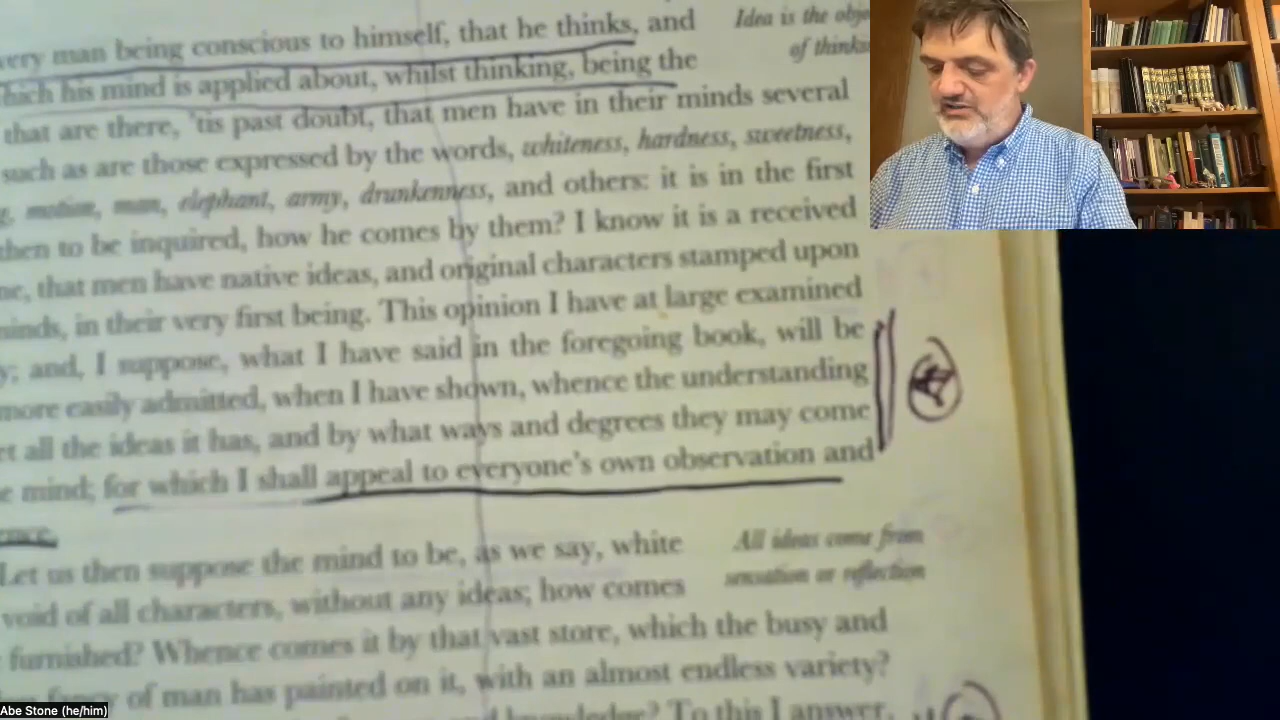 very man being conscious to himself, that he thinks, and
Idea is the obje
of thinki
hich his mind is applied about, whilst thinking, being the
that are there, 'tis past doubt, that men have in their minds several
such as are those expressed by the words, whiteness, hardness, sweetness,
g, motion, man, elephant, army, drunkenness, and others: it is in the first
then to be inquired, how he comes by them? I know it is a received
ne, that men have native ideas, and original characters stamped upon
minds, in their very first being. This opinion I have at large examined
y; and, I suppose, what I have said in the foregoing book, will be
more easily admitted, when I have shown, whence the understanding
et all the ideas it has, and by what ways and degrees they may come
e mind; for which I shall appeal to everyone's own observation and
ence.
Let us then suppose the mind to be, as we say, white
All ideas come from
sensation or reflection
void of all characters, without any ideas; how comes
furnished? Whence comes it by that vast store, which the busy and
fancy of man has painted on it, with an almost endless variety?
knowledge? To this I answer,
Abe Stone (he/him)